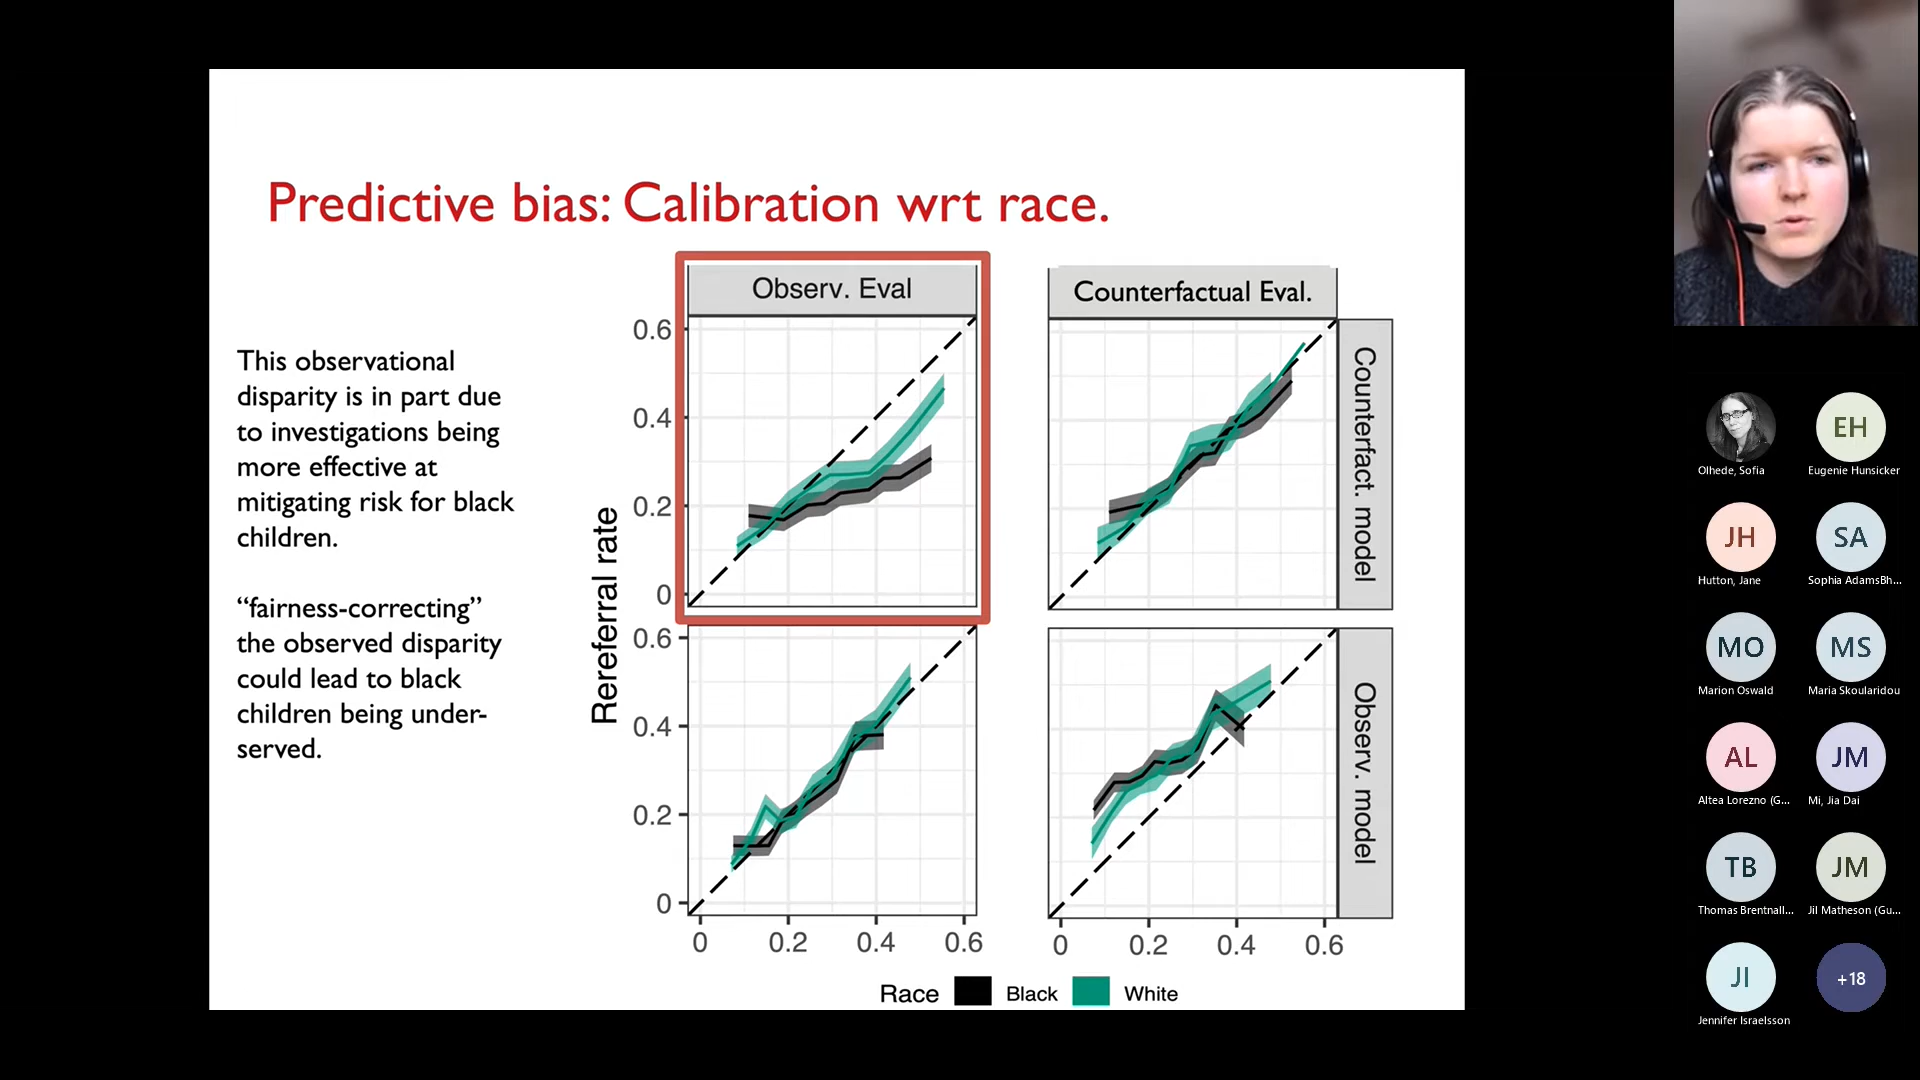 Predictive bias: Calibration wrt race.
This observational
disparity is in part due
to investigations being
more effective at
mitigating risk for black
children.
“fairness-correcting”
the observed disparity
could lead to black
children being under-
served.
Observ. Eval
Counterfactual Eval.
Rereferral rate
0.6
0.4
0.2
0
0.6
0.4
0.2
0
0 0.2 0.4 0.6
0 0.2 0.4 0.6
Counterfact. model
Observ. model
Race Black White
EH
Olhede, Sofia
Eugenie Hunsicker
JH
SA
Hutton, Jane
Sophia AdamsBh...
MO
MS
Marion Oswald
Maria Skoularidou
AL
JM
Altea Lorezno (G...
Mi, Jia Dai
TB
JM
Thomas Brentnall...
Jil Matheson (Gu...
JI
+18
Jennifer Israelsson